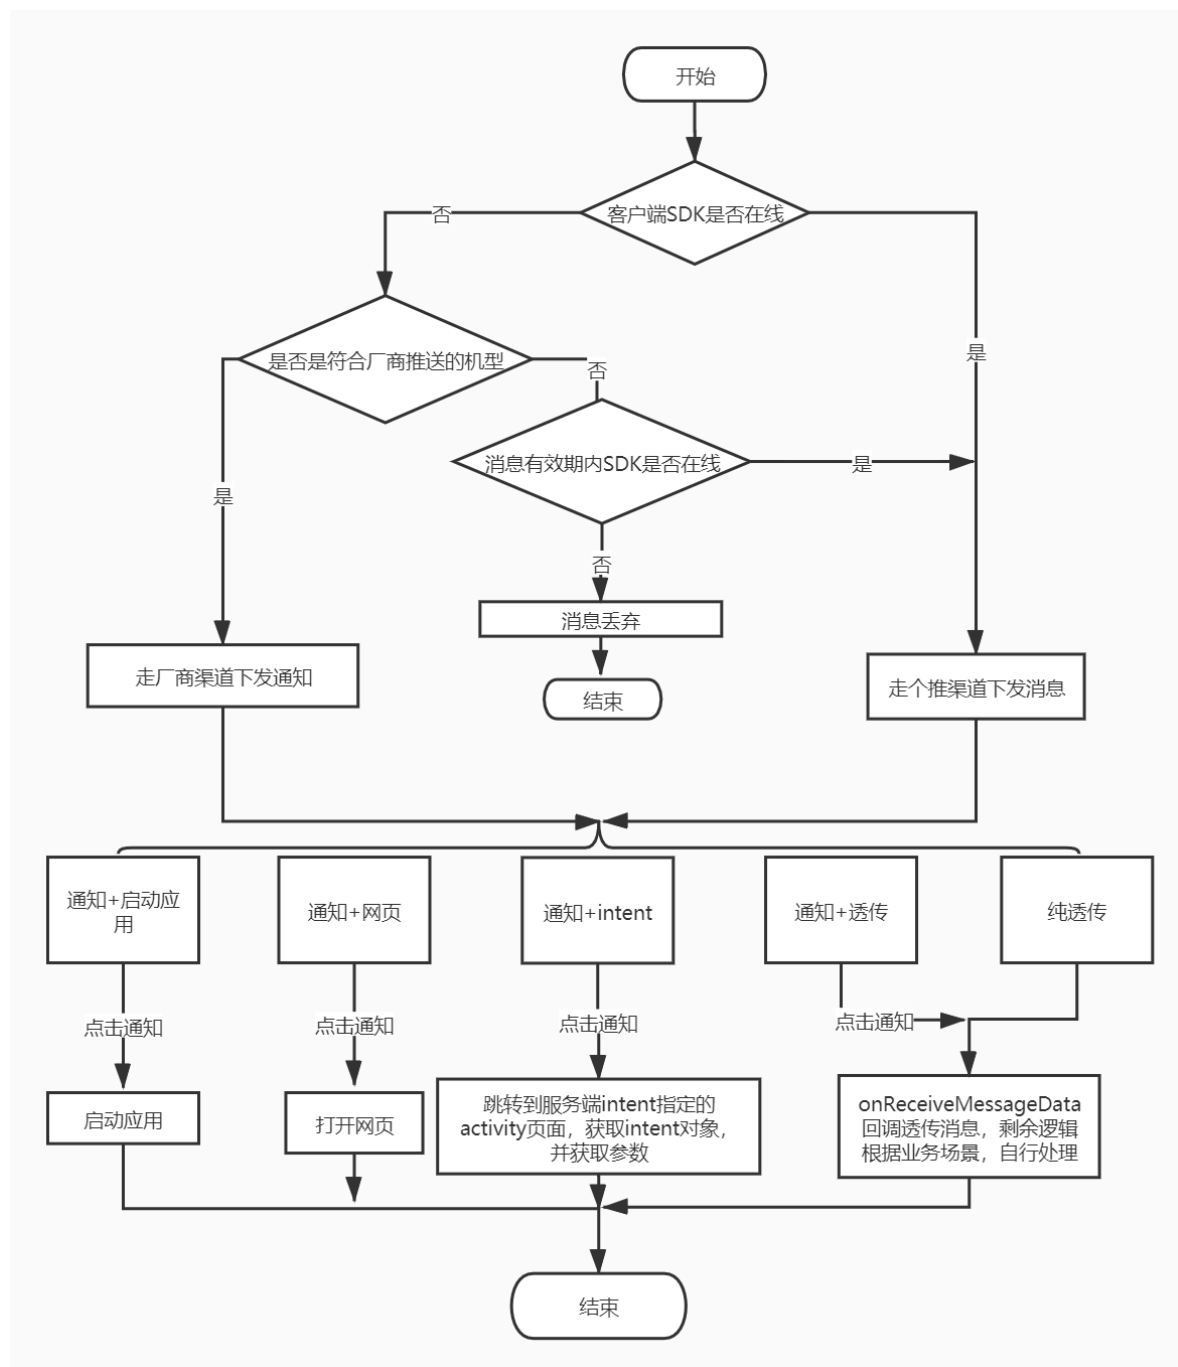 开始
客户端SDK是否在线
否
是
是否是符合厂商推送的机型
否
消息有效期内SDK是否在线
是
是
否
消息丢弃
走厂商渠道下发通知
走个推渠道下发消息
结束
通知+启动应
用
通知+网页
通知+intent
通知+透传
纯透传
点击通知
点击通知
点击通知
点击通知
启动应用
打开网页
跳转到服务端intent指定的
activity页面，获取intent对象，
并获取参数
onReceiveMessageData
回调透传消息，剩余逻辑
根据业务场景，自行处理
结束